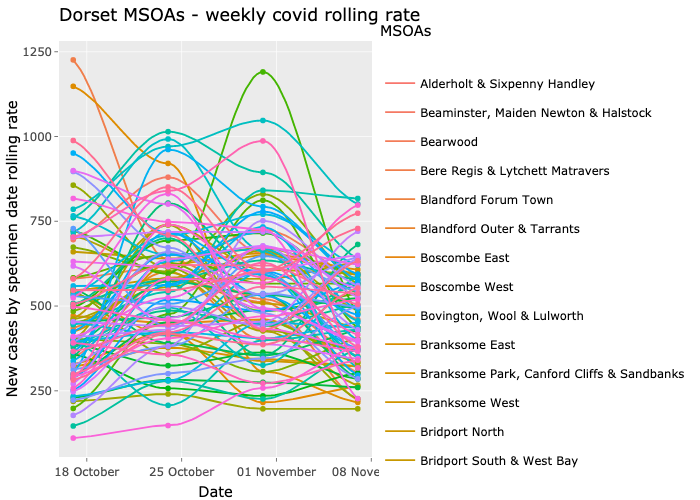 Dorset MSOAs - weekly covid rolling rate
MSOAs
New cases by specimen date rolling rate
1250
1000
750
500
250
18 October
25 October
01 November
08 Nove
Date
Alderholt & Sixpenny Handley
Beaminster, Maiden Newton & Halstock
Bearwood
Bere Regis & Lytchett Matravers
Blandford Forum Town
Blandford Outer & Tarrants
Boscombe East
Boscombe West
Bovington, Wool & Lulworth
Branksome East
Branksome Park, Canford Cliffs & Sandbanks
Branksome West
Bridport North
Bridport South & West Bay